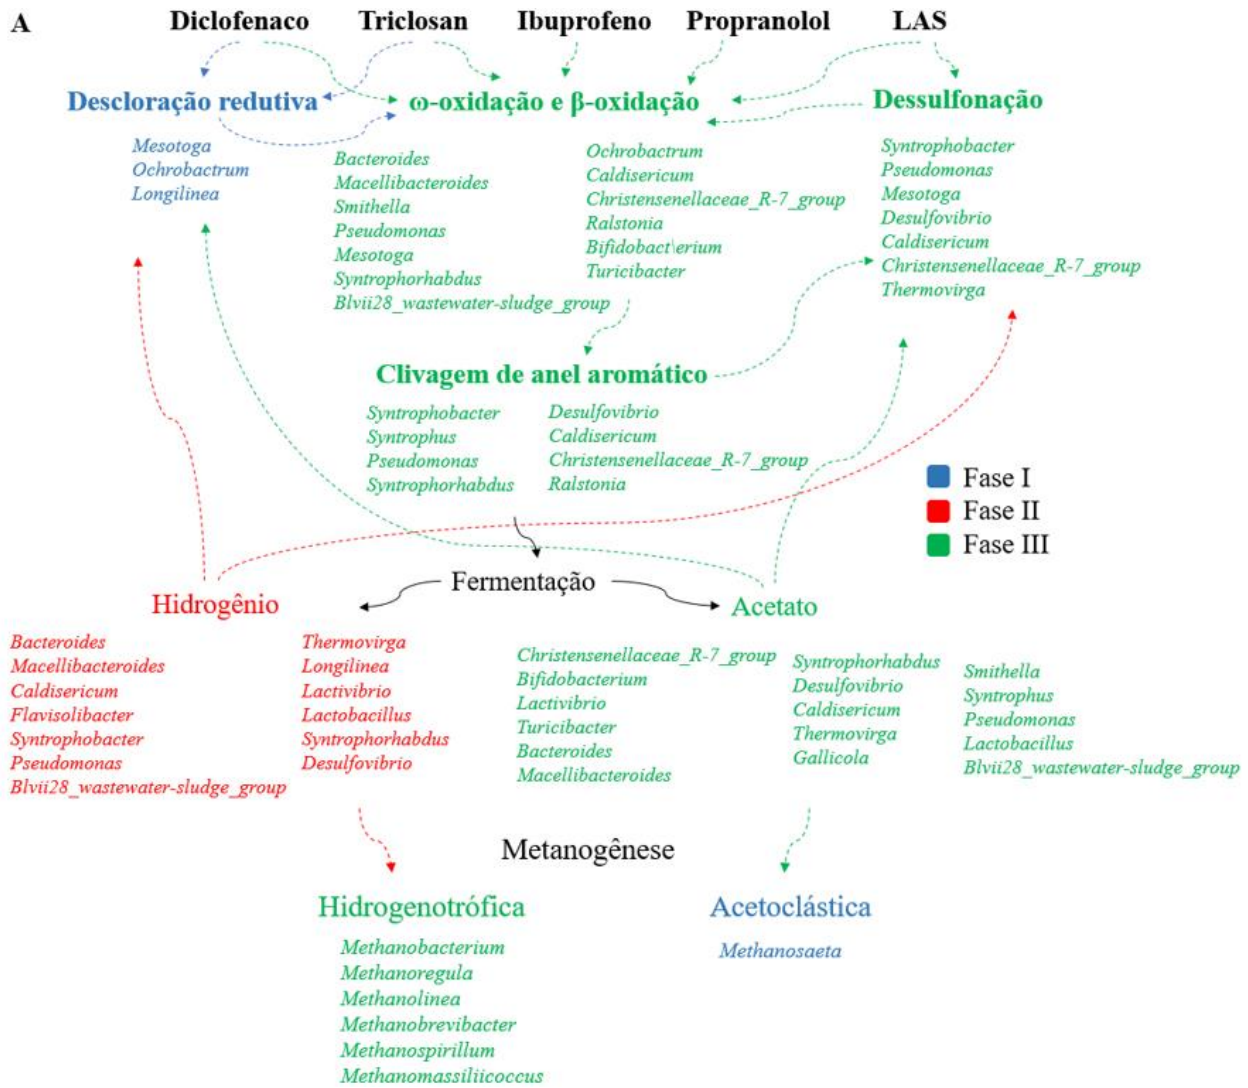 A
Diclofenaco
Triclosan
Ibuprofeno
Propranolol
LAS
Descloração redutiva
ω-oxidação e β-oxidação
Dessulfonação
Mesotoga
Ochrobactrum
Longilinea
Bacteroides
Macellibacteroides
Smithella
Pseudomonas
Mesotoga
Syntrophorhabdus
Blvii28_wastewater-sludge_group
Ochrobactrum
Caldisericum
Christensenellaceae_R-7_group
Ralstonia
Bifidobact\erium
Turicibacter
Syntrophobacter
Pseudomonas
Mesotoga
Desulfovibrio
Caldisericum
Christensenellaceae_R-7_group
Thermovirga
Clivagem de anel aromático
Syntrophobacter
Syntrophus
Pseudomonas
Syntrophorhabdus
Desulfovibrio
Caldisericum
Christensenellaceae_R-7_group
Ralstonia
Fase I
Fase II
Fase III
Fermentação
Hidrogênio
Acetato
Bacteroides
Macellibacteroides
Caldisericum
Flavisolibacter
Syntrophobacter
Pseudomonas
Blvii28_wastewater-sludge_group
Thermovirga
Longilinea
Lactivibrio
Lactobacillus
Syntrophorhabdus
Desulfovibrio
Christensenellaceae_R-7_group
Bifidobacterium
Lactivibrio
Turicibacter
Bacteroides
Macellibacteroides
Syntrophorhabdus
Desulfovibrio
Caldisericum
Thermovirga
Gallicola
Smithella
Syntrophus
Pseudomonas
Lactobacillus
Blvii28_wastewater-sludge_group
Metanogênese
Hidrogenotrófica
Acetoclástica
Methanobacterium
Methanoregula
Methanolinea
Methanobrevibacter
Methanospirillum
Methanomassiliicoccus
Methanosaeta